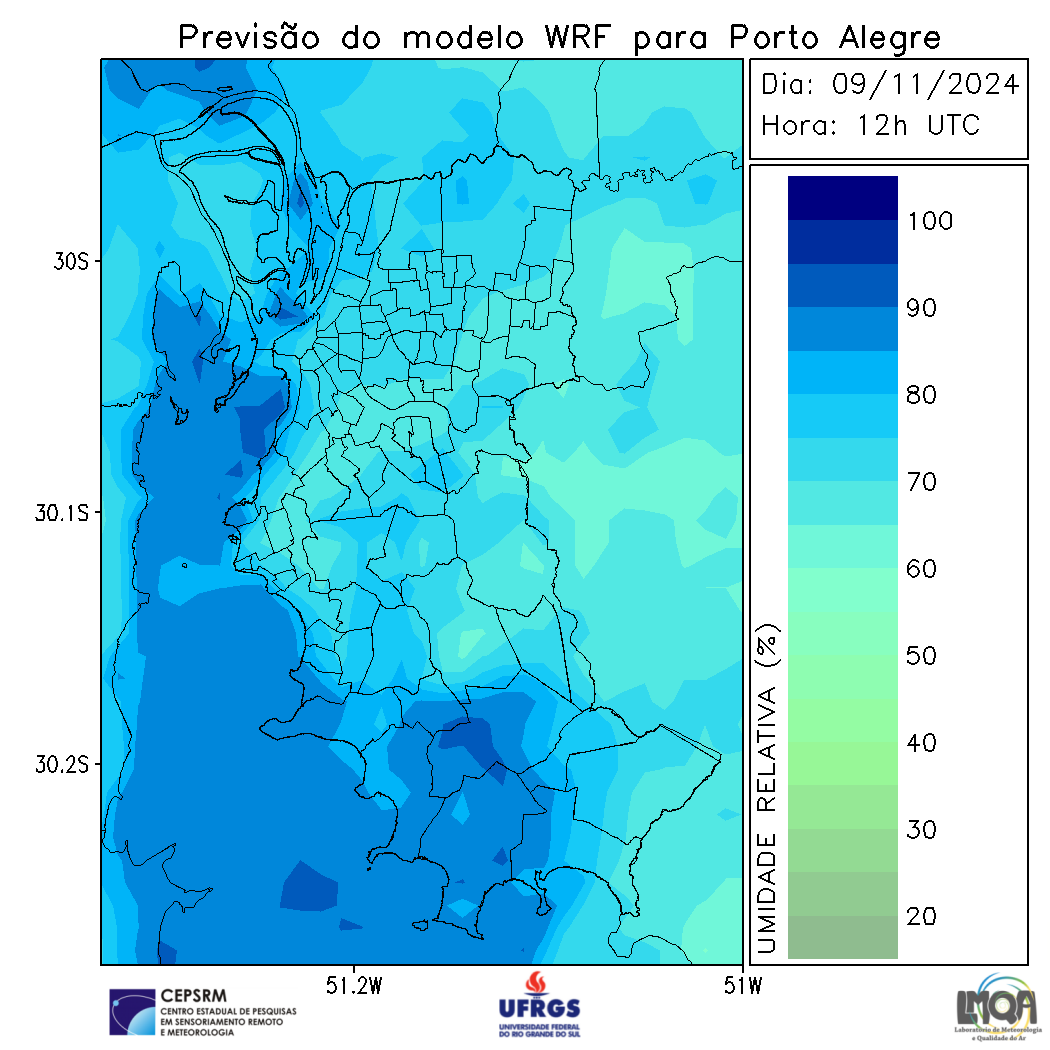 Previsão do modelo WRF para Porto Alegre
Dia: 09/11/2024
Hora: 12h UTC
30S
30.1S
30.2S
51.2W
51W
100
90
80
70
60
50
40
30
20
UMIDADE RELATIVA (%)
CEPSRM
CENTRO ESTADUAL DE PESQUISAS
EM SENSORIAMENTO REMOTO
E METEOROLOGIA
UFRGS
UNIVERSIDADE FEDERAL
DO RIO GRANDE DO SUL
LMQA
Laboratório de Meteorologia
e Qualidade do Ar